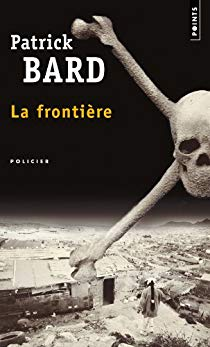 Patrick
BARD
POINTS
La frontière
POLICIER